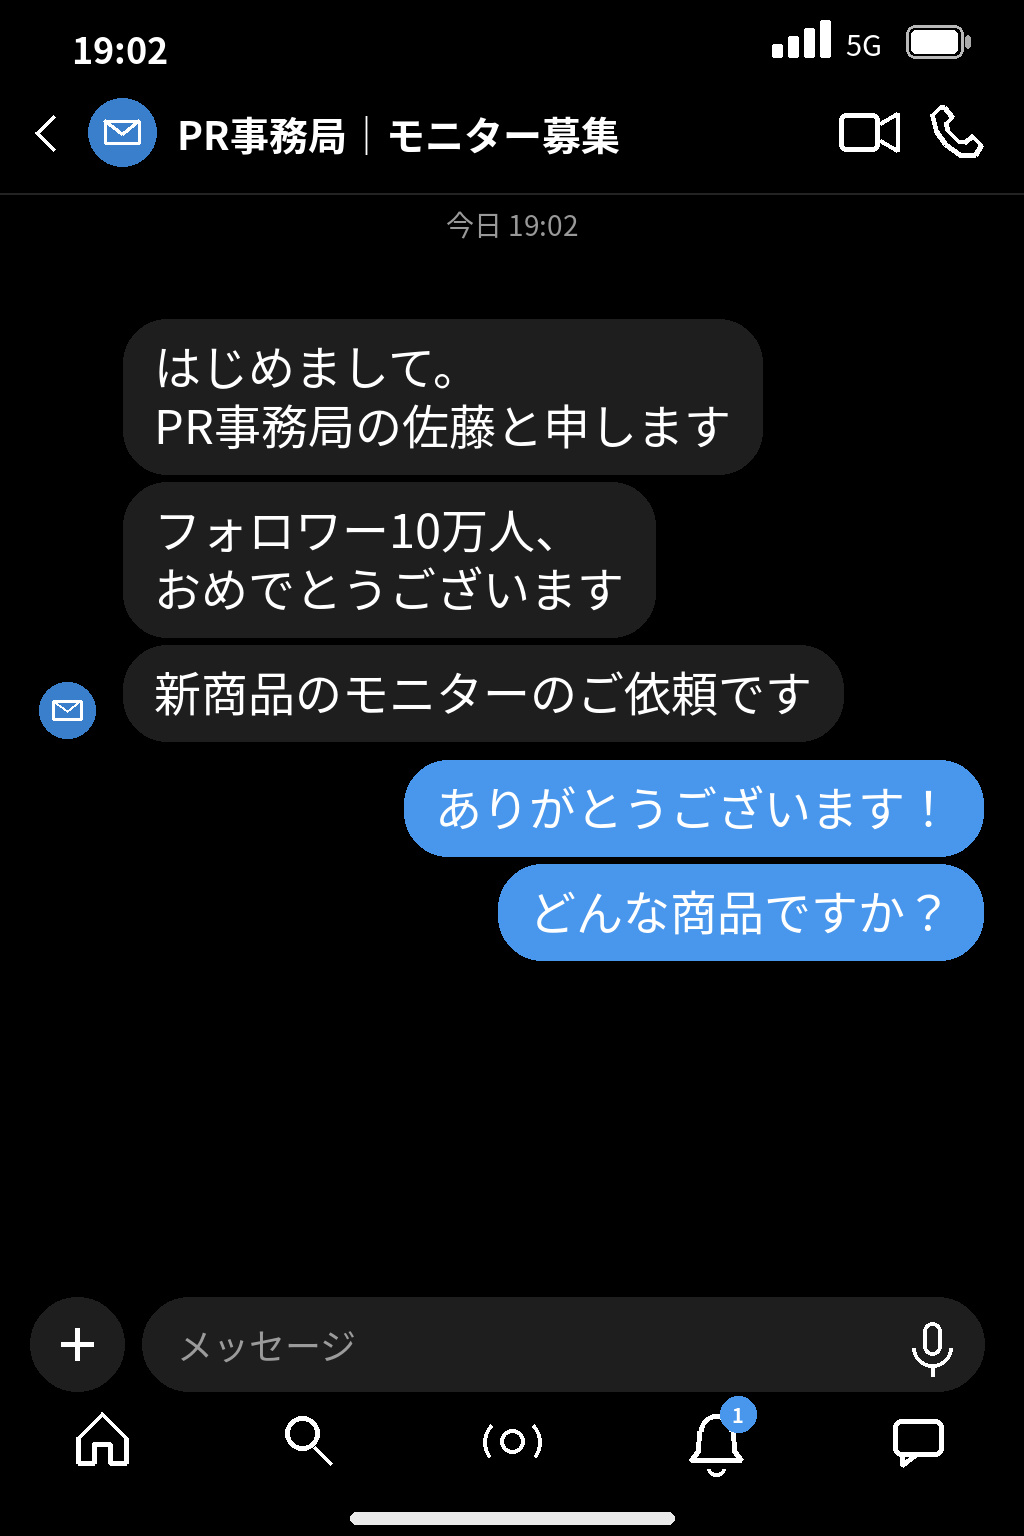 19:02
5G
PR事務局｜モニター募集
今日 19:02
はじめまして。
PR事務局の佐藤と申します
フォロワー10万人、
おめでとうございます
新商品のモニターのご依頼です
ありがとうございます！
どんな商品ですか？
メッセージ
1